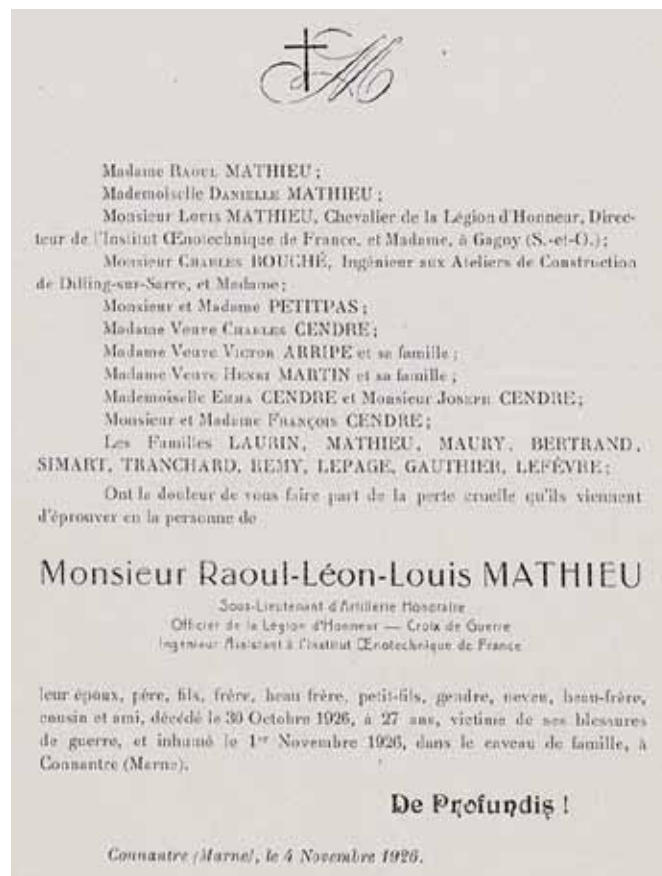 M
Madame RAOUL MATHIEU ;
Mademoiselle DANIELLE MATHIEU ;
Monsieur LOUIS MATHIEU, Chevalier de la Légion d'Honneur, Direc-
teur de l'Institut Œnotechnique de France, et Madame, à Gagny (S.-et-O.) ;
Monsieur CHARLES BOUCHÉ, Ingénieur aux Ateliers de Construction
de Dilling-sur-Sarre, et Madame ;
Monsieur et Madame PETITPAS ;
Madame Veuve CHARLES CENDRE ;
Madame Veuve VICTOR ARRIPE et sa famille ;
Madame Veuve HENRI MARTIN et sa famille ;
Mademoiselle EMMA CENDRE et Monsieur JOSEPH CENDRE ;
Monsieur et Madame FRANÇOIS CENDRE ;
Les Familles LAURIN, MATHIEU, MAURY, BERTRAND,
SIMART, TRANCHARD, REMY, LEPAGE, GAUTHIER, LEFÈVRE ;
Ont la douleur de vous faire part de la perte cruelle qu'ils viennent
d'éprouver en la personne de
Monsieur Raoul-Léon-Louis MATHIEU
Sous-Lieutenant d'Artillerie Honoraire
Officier de la Légion d'Honneur — Croix de Guerre
Ingénieur Assistant à l'Institut Œnotechnique de France
leur époux, père, fils, frère, beau frère, petit-fils, gendre, neveu, beau-frère,
cousin et ami, décédé le 30 Octobre 1926, à 27 ans, victime de ses blessures
de guerre, et inhumé le 1er Novembre 1926, dans le caveau de famille, à
Connantre (Marne).
De Profundis !
Connantre (Marne), le 4 Novembre 1926.